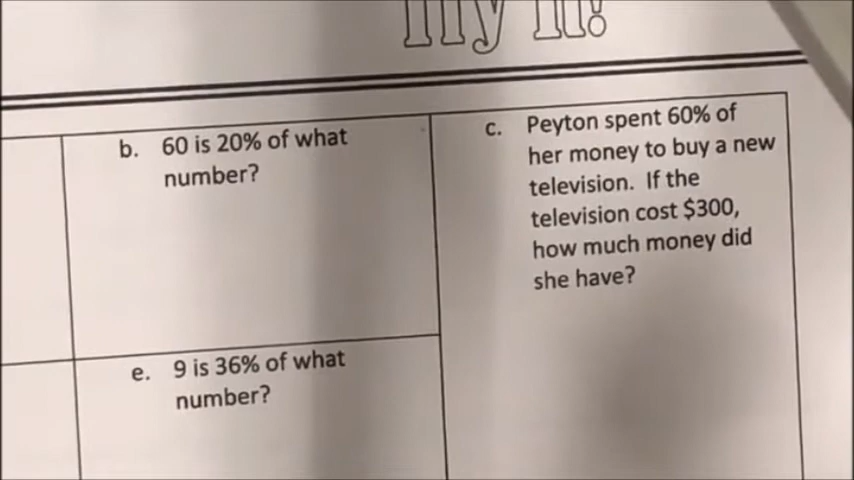 b. 60 is 20% of what
number?
c. Peyton spent 60% of
her money to buy a new
television. If the
television cost $300,
how much money did
she have?
e. 9 is 36% of what
number?